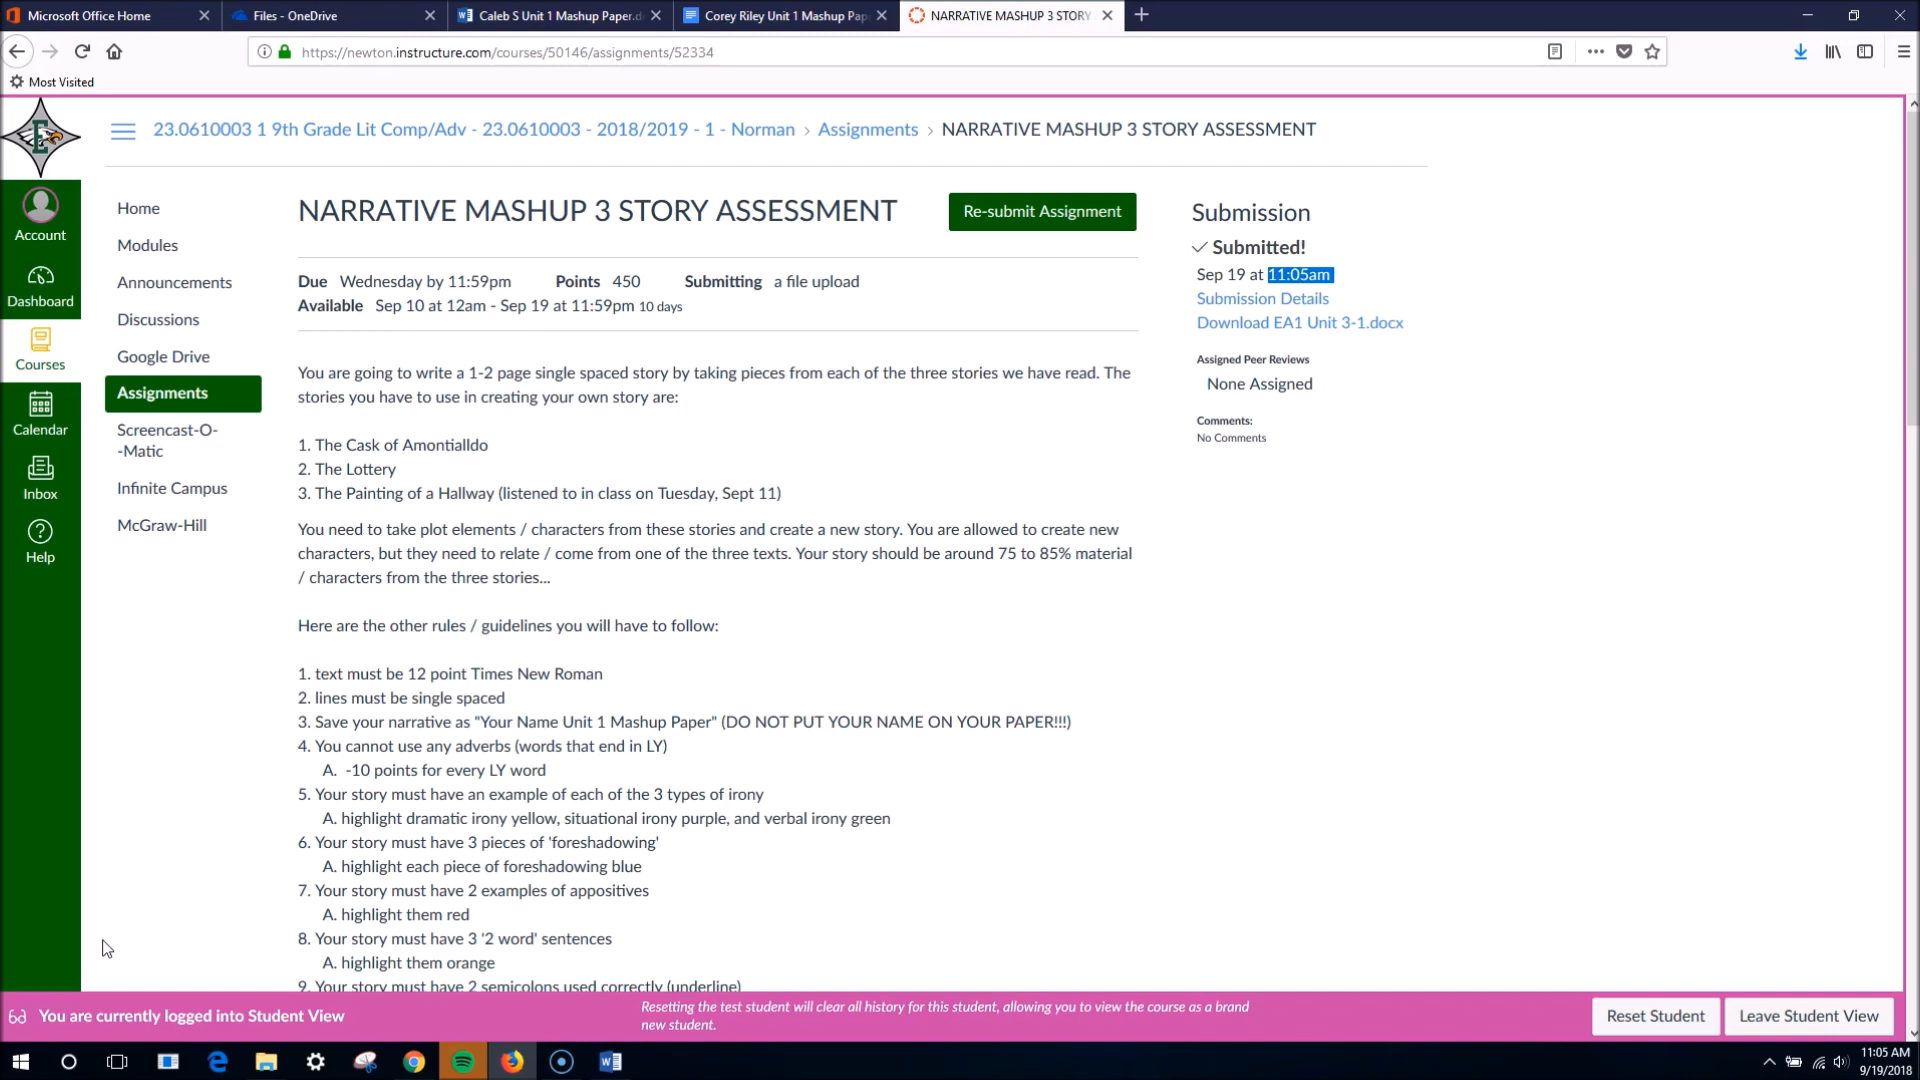 Microsoft Office Home
Files - OneDrive
Caleb S Unit 1 Mashup Paper.d
Corey Riley Unit 1 Mashup Pap
NARRATIVE MASHUP 3 STORY
https://newton.instructure.com/courses/50146/assignments/52334
Most Visited
E
23.0610003 1 9th Grade Lit Comp/Adv - 23.0610003 - 2018/2019 - 1 - Norman › Assignments › NARRATIVE MASHUP 3 STORY ASSESSMENT
Account
Dashboard
Courses
Calendar
Inbox
Help
Home
Modules
Announcements
Discussions
Google Drive
Assignments
Screencast-O-
-Matic
Infinite Campus
McGraw-Hill
NARRATIVE MASHUP 3 STORY ASSESSMENT
Re-submit Assignment
Due Wednesday by 11:59pm Points 450 Submitting a file upload
Available Sep 10 at 12am - Sep 19 at 11:59pm 10 days
You are going to write a 1-2 page single spaced story by taking pieces from each of the three stories we have read. The
stories you have to use in creating your own story are:
1. The Cask of Amontialldo
2. The Lottery
3. The Painting of a Hallway (listened to in class on Tuesday, Sept 11)
You need to take plot elements / characters from these stories and create a new story. You are allowed to create new
characters, but they need to relate / come from one of the three texts. Your story should be around 75 to 85% material
/ characters from the three stories...
Here are the other rules / guidelines you will have to follow:
1. text must be 12 point Times New Roman
2. lines must be single spaced
3. Save your narrative as "Your Name Unit 1 Mashup Paper" (DO NOT PUT YOUR NAME ON YOUR PAPER!!!)
4. You cannot use any adverbs (words that end in LY)
A. -10 points for every LY word
5. Your story must have an example of each of the 3 types of irony
A. highlight dramatic irony yellow, situational irony purple, and verbal irony green
6. Your story must have 3 pieces of 'foreshadowing'
A. highlight each piece of foreshadowing blue
7. Your story must have 2 examples of appositives
A. highlight them red
8. Your story must have 3 '2 word' sentences
A. highlight them orange
9. Your story must have 2 semicolons used correctly (underline)
Submission
Submitted!
Sep 19 at 11:05am
Submission Details
Download EA1 Unit 3-1.docx
Assigned Peer Reviews
None Assigned
Comments:
No Comments
You are currently logged into Student View
Resetting the test student will clear all history for this student, allowing you to view the course as a brand
new student.
Reset Student
Leave Student View
11:05 AM
9/19/2018